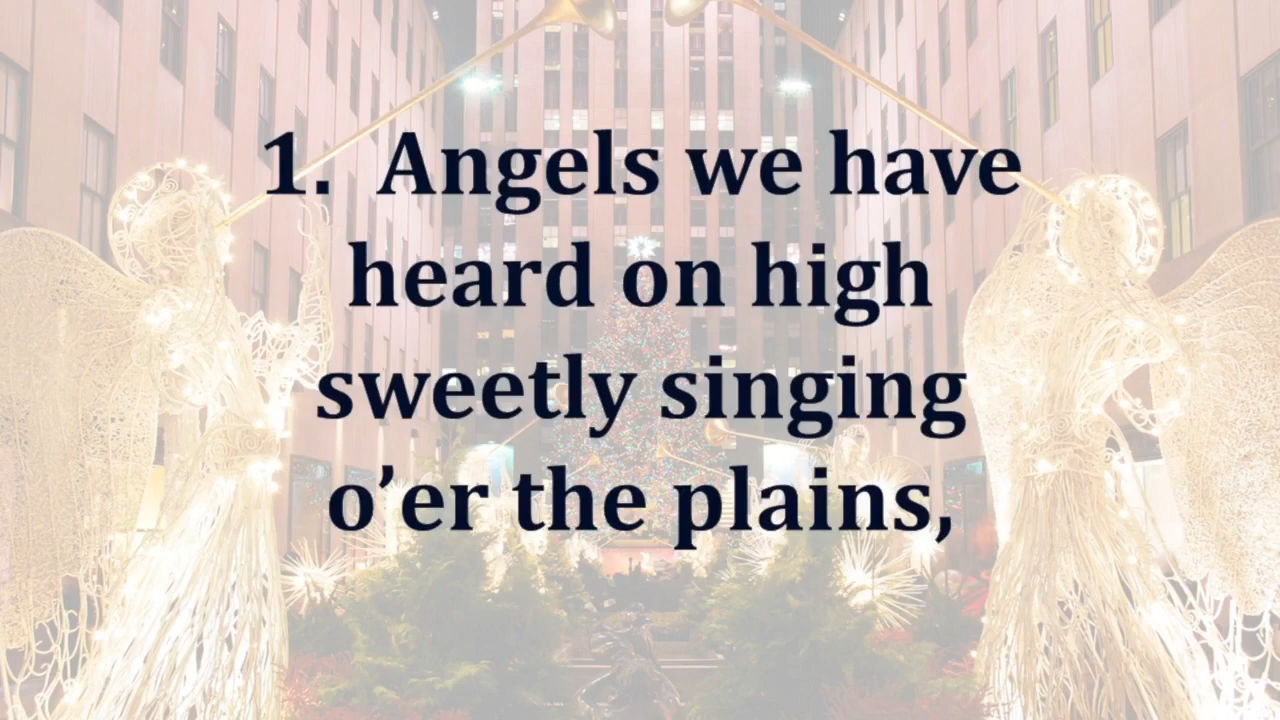 1. Angels we have
heard on high
sweetly singing
o’er the plains,